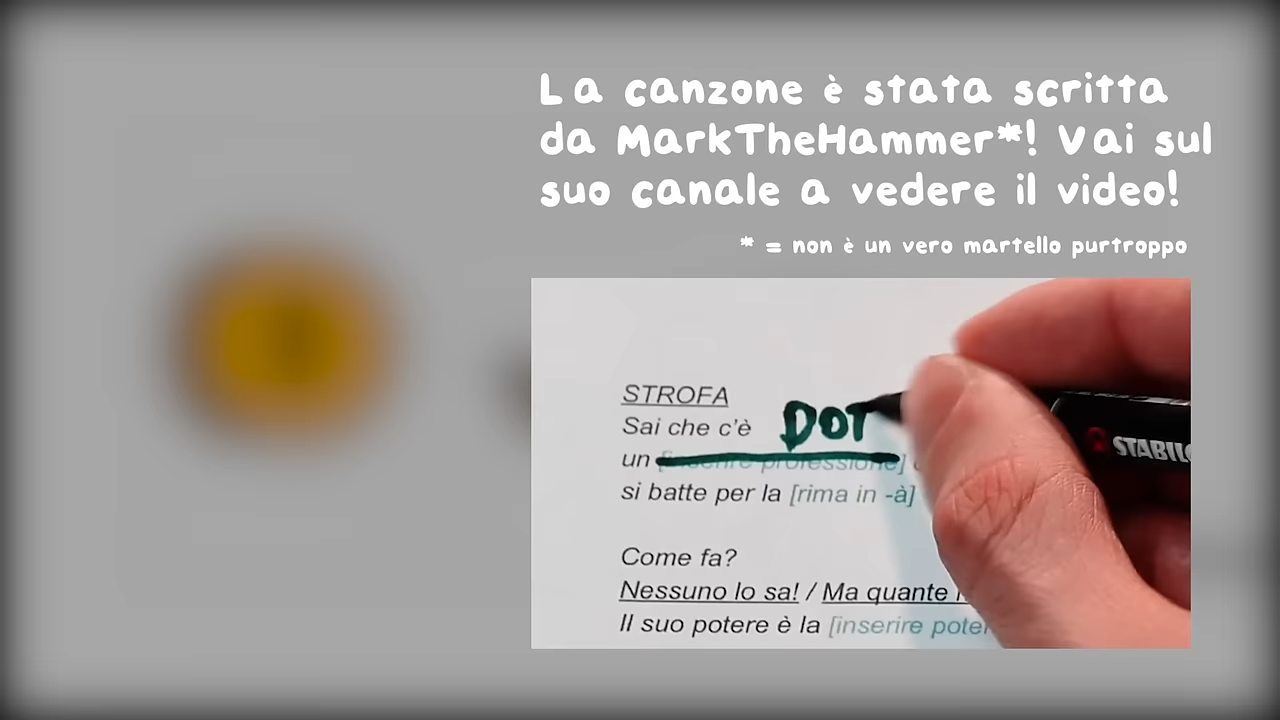 La canzone è stata scritta
da MarkTheHammer*! Vai sul
suo canale a vedere il video!
* = non è un vero martello purtroppo
STROFA
Sai che c'è DOT
un [inserire professione]
si batte per la [rima in -à]
Come fa?
Nessuno lo sa! / Ma quante
Il suo potere è la [inserire
STABILO